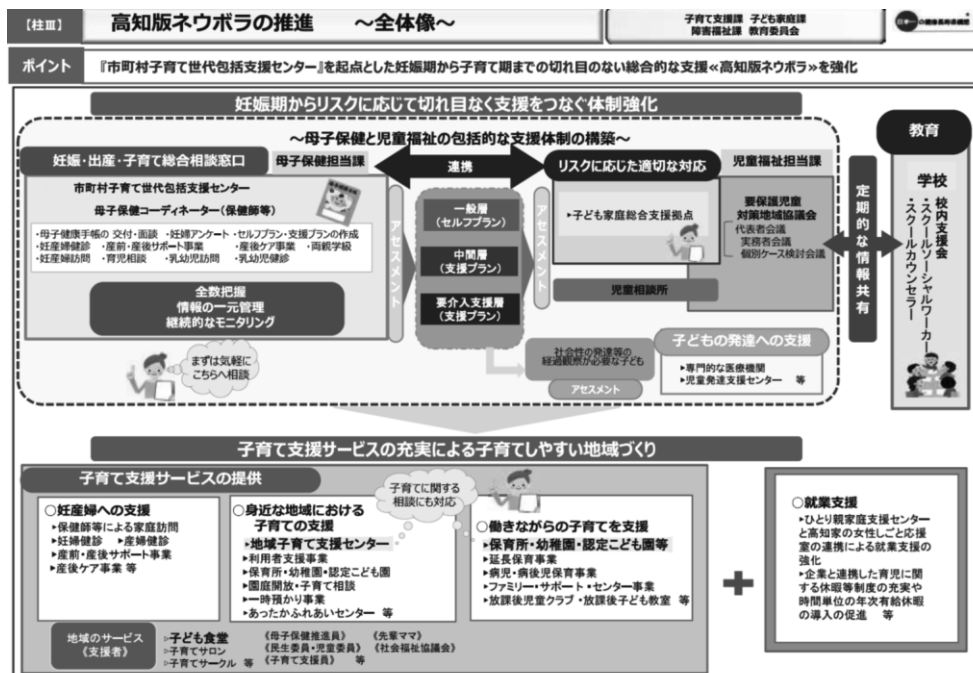 【柱Ⅲ】
高知版ネウボラの推進　～全体像～
子育て支援課 子ども家庭課
障害福祉課 教育委員会
ポイント
『市町村子育て世代包括支援センター』を起点とした妊娠期から子育て期までの切れ目のない総合的な支援≪高知版ネウボラ≫を強化
妊娠期からリスクに応じて切れ目なく支援をつなぐ体制強化
～母子保健と児童福祉の包括的な支援体制の構築～
妊娠・出産・子育て総合相談窓口
母子保健担当課
連携
リスクに応じた適切な対応
児童福祉担当課
市町村子育て世代包括支援センター
母子保健コーディネーター（保健師等）
・母子健康手帳の 交付・面談 ・妊婦アンケート ・セルフプラン・支援プランの作成
・妊産婦健診 ・産前・産後サポート事業 ・産後ケア事業 ・両親学級
・妊産婦訪問 ・育児相談 ・乳幼児訪問 ・乳幼児健診
全数把握
情報の一元管理
継続的なモニタリング
まずは気軽に
こちらへ相談
アセスメント
一般層
（セルフプラン）
中間層
（支援プラン）
要介入支援層
（支援プラン）
アセスメント
▸子ども家庭総合支援拠点
要保護児童
対策地域協議会
代表者会議
実務者会議
個別ケース検討会議
児童相談所
社会性の発達等の
経過観察が必要な子ども
アセスメント
子どもの発達への支援
▸専門的な医療機関
▸児童発達支援センター 等
定期的な情報共有
教育
学校
校内支援会
・スクールソーシャルワーカー
・スクールカウンセラー
子育て支援サービスの充実による子育てしやすい地域づくり
子育て支援サービスの提供
子育てに関する
相談にも対応
○妊産婦への支援
▸保健師等による家庭訪問
▸妊婦健診 ▸産婦健診
▸産前・産後サポート事業
▸産後ケア事業 等
○身近な地域における
子育ての支援
▸地域子育て支援センター
▸利用者支援事業
▸保育所・幼稚園・認定こども園
▸園庭開放・子育て相談
▸一時預かり事業
▸あったかふれあいセンター 等
○働きながらの子育てを支援
▸保育所・幼稚園・認定こども園等
▸延長保育事業
▸病児・病後児保育事業
▸ファミリー・サポート・センター事業
▸放課後児童クラブ・放課後子ども教室 等
地域のサービス
《支援者》
▹子ども食堂
▹子育てサロン
▹子育てサークル 等
《母子保健推進員》 《先輩ママ》
《民生委員・児童委員》 《社会福祉協議会》
《子育て支援員》 等
＋
○就業支援
▸ひとり親家庭支援センター
と高知家の女性しごと応援
室の連携による就業支援の
強化
▸企業と連携した育児に関
する休暇等制度の充実や
時間単位の年次有給休暇
の導入の促進 等